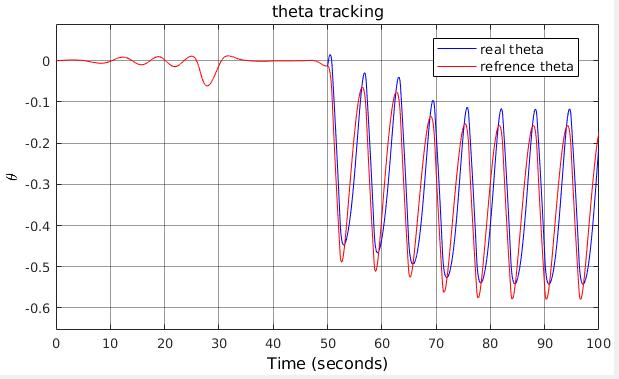 theta tracking
real theta
refrence theta
0
-0.1
-0.2
-0.3
-0.4
-0.5
-0.6
θ
0 10 20 30 40 50 60 70 80 90 100
Time (seconds)